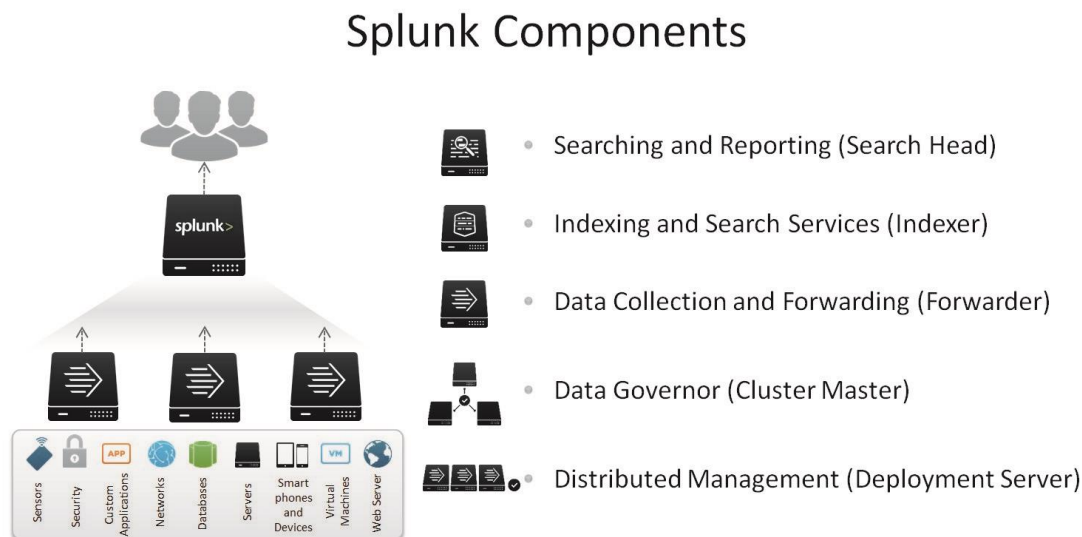 Splunk Components
splunk>
Searching and Reporting (Search Head)
Indexing and Search Services (Indexer)
Data Collection and Forwarding (Forwarder)
Data Governor (Cluster Master)
Distributed Management (Deployment Server)
APP
VM
Sensors
Security
Custom
Applications
Networks
Databases
Servers
Smart
phones
and
Devices
Virtual
Machines
Web Server